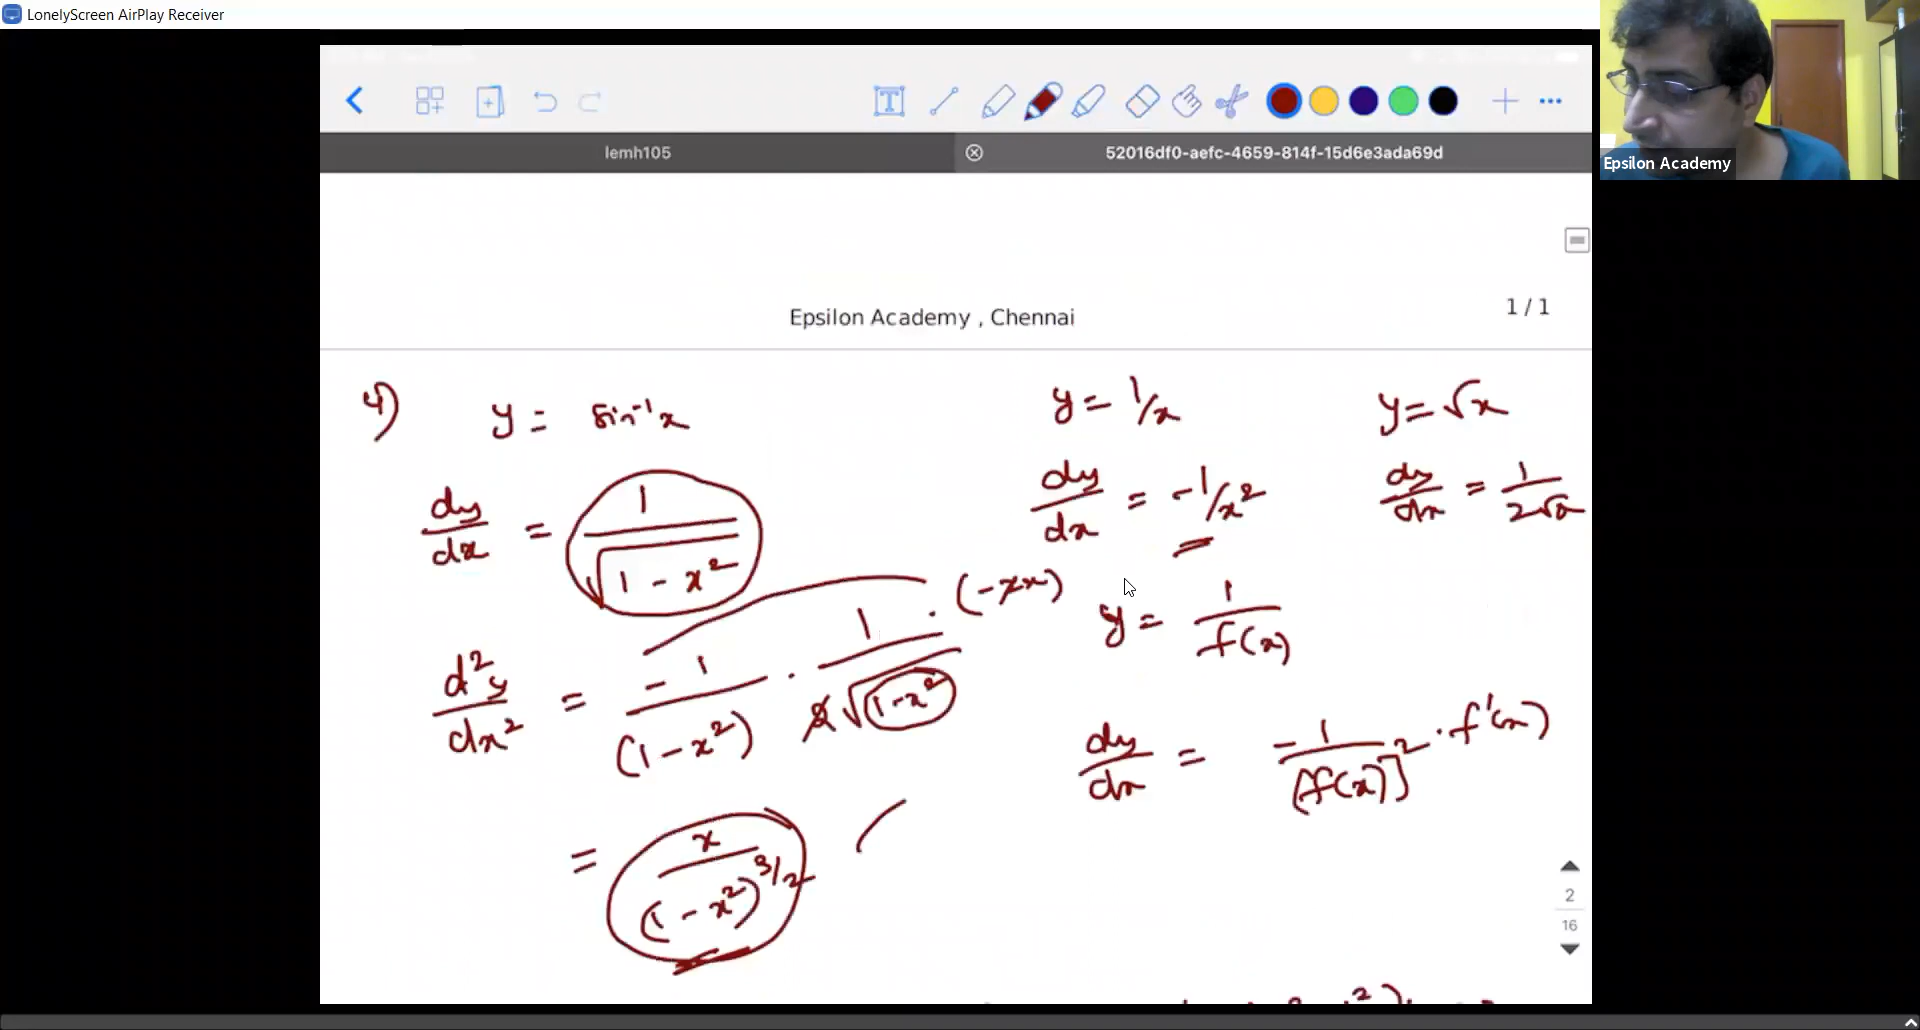 LonelyScreen AirPlay Receiver
Epsilon Academy
lemh105
52016df0-aefc-4659-814f-15d6e3ada69d
Epsilon Academy , Chennai
1 / 1
4) y = sin⁻¹x
dy/dx = 1/√(1 - x²)
d²y/dx² = -1/(1-x²) · 1/(2√(1-x²)) · (-2x)
= x/(1-x²)^(3/2)
y = 1/x
dy/dx = -1/x²
y = √x
dy/dx = 1/(2√x)
y = 1/f(x)
dy/dx = -1/[f(x)]² · f'(x)
2
16